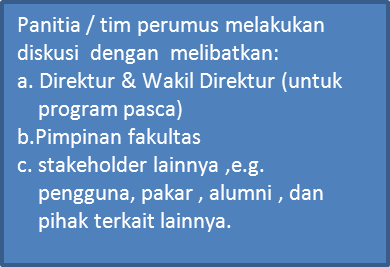 Panitia / tim perumus melakukan
diskusi dengan melibatkan:
a. Direktur & Wakil Direktur (untuk
program pasca)
b.Pimpinan fakultas
c. stakeholder lainnya ,e.g.
pengguna, pakar , alumni , dan
pihak terkait lainnya.